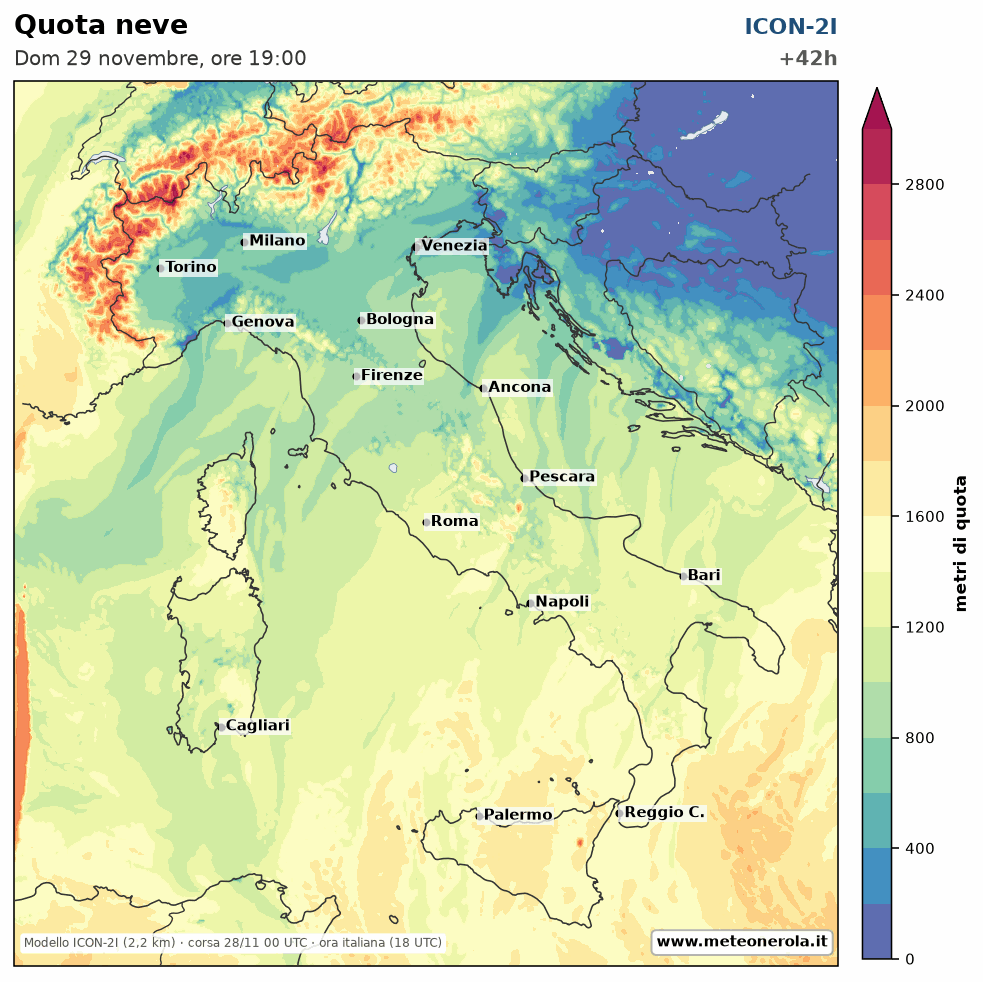 Quota neve
ICON-2I
Dom 29 novembre, ore 19:00
+42h
Milano
Venezia
Torino
Genova
Bologna
Firenze
Ancona
Pescara
Roma
Bari
Napoli
Cagliari
Palermo
Reggio C.
2800
2400
2000
1600
1200
800
400
0
metri di quota
Modello ICON-2I (2,2 km) · corsa 28/11 00 UTC · ora italiana (18 UTC)
www.meteonerola.it